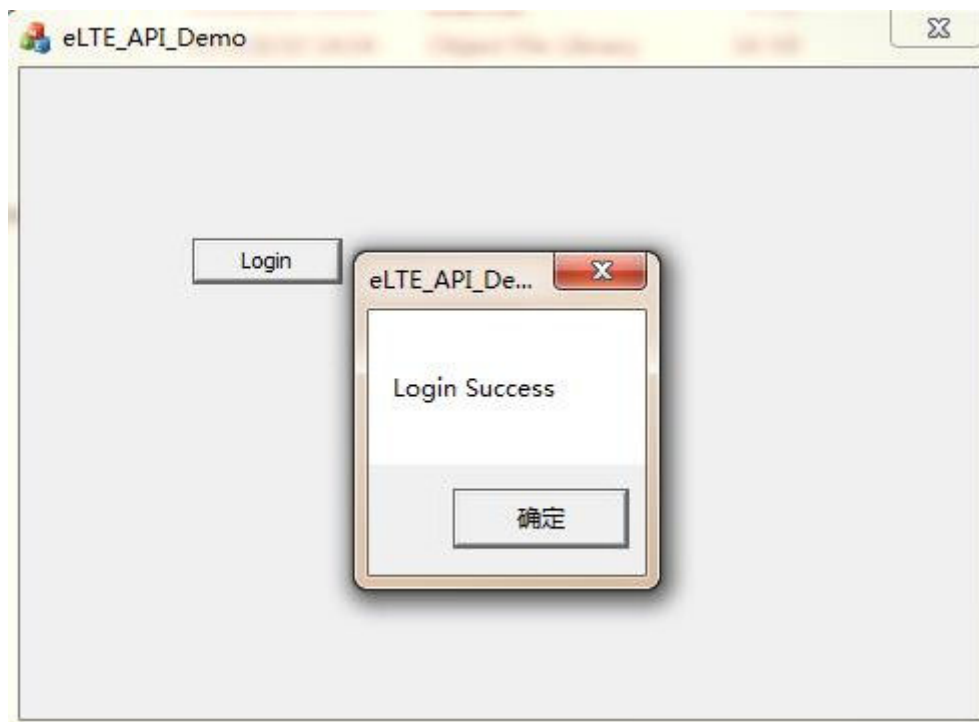 eLTE_API_Demo
Login
eLTE_API_De...
Login Success
确定